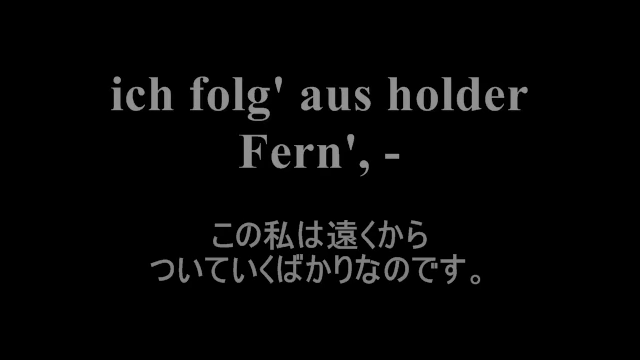 ich folg' aus holder
Fern', -
この私は遠くから
ついていくばかりなのです。